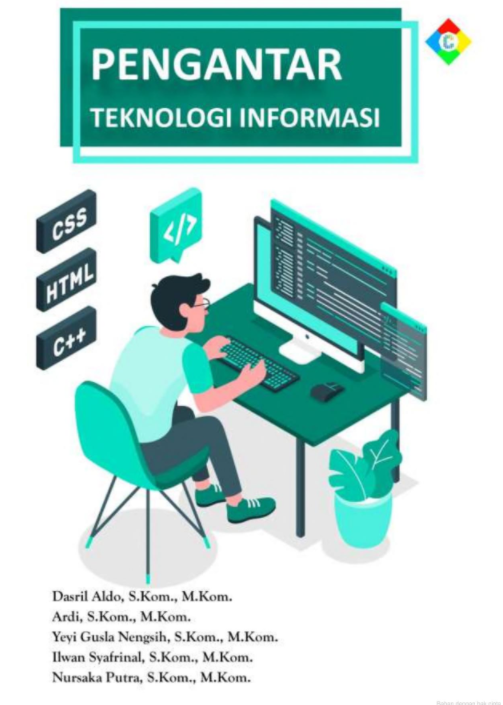 C
PENGANTAR
TEKNOLOGI INFORMASI
CSS
</>
HTML
C++
Dasril Aldo, S.Kom., M.Kom.
Ardi, S.Kom., M.Kom.
Yeyi Gusla Nengsih, S.Kom., M.Kom.
Ilwan Syafrinal, S.Kom., M.Kom.
Nursaka Putra, S.Kom., M.Kom.